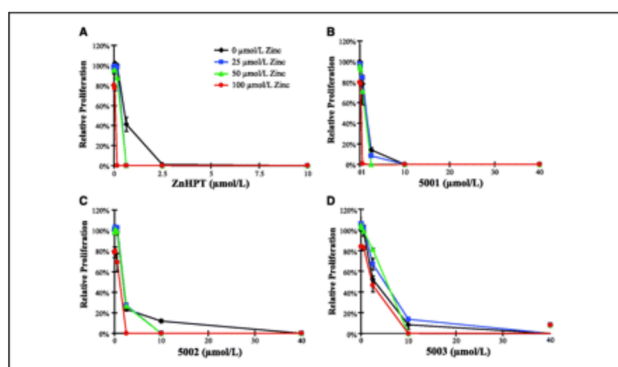 A
B
120%
100%
80%
60%
40%
20%
0%
Relative Proliferation
0 µmol/L Zinc
25 µmol/L Zinc
50 µmol/L Zinc
100 µmol/L Zinc
0 2.5 5 7.5 10
ZnHPT (µmol/L)
120%
100%
80%
60%
40%
20%
0%
Relative Proliferation
01 10 20 30 40
5001 (µmol/L)
C
D
120%
100%
80%
60%
40%
20%
0%
Relative Proliferation
0 10 20 30 40
5002 (µmol/L)
120%
100%
80%
60%
40%
20%
0%
Relative Proliferation
0 10 20 30 40
5003 (µmol/L)